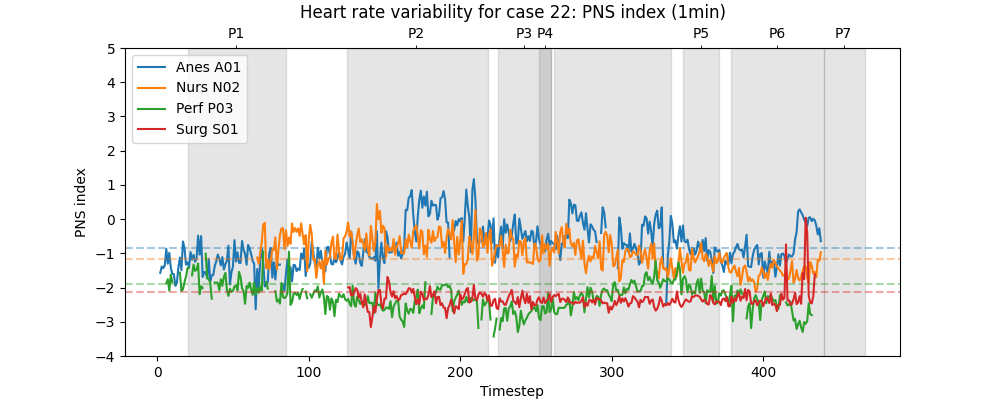 Heart rate variability for case 22: PNS index (1min)
P1 P2 P3 P4 P5 P6 P7
Anes A01
Nurs N02
Perf P03
Surg S01
PNS index
5
4
3
2
1
0
−1
−2
−3
−4
0 100 200 300 400
Timestep